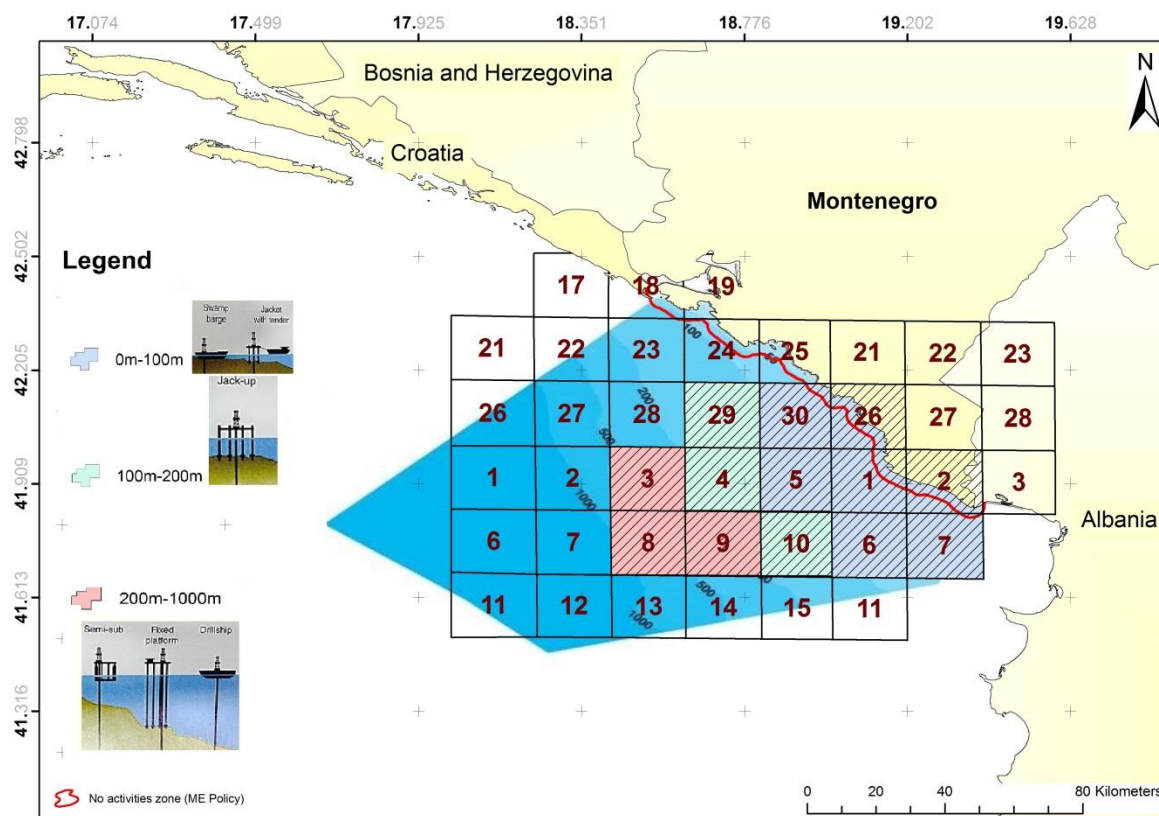 17.074 17.499 17.925 18.351 18.776 19.202 19.628
N
Bosnia and Herzegovina
42.798
Croatia
Montenegro
42.502
Legend
17 18 19
Swamp barge
Jacket with tender
0m-100m
100
21 22 23 24 25 21 22 23
42.205
Jack-up
200
26 27 28 29 30 26 27 28
500
100m-200m
41.909
1 2 3 4 5 1 2 3
1000
Albania
6 7 8 9 10 6 7
200m-1000m
41.613
500
11 12 13 14 15 11
1000
Semi-sub
Fixed platform
Drillship
41.316
No activities zone (ME Policy)
0 10 20 40 60 80 Kilometers